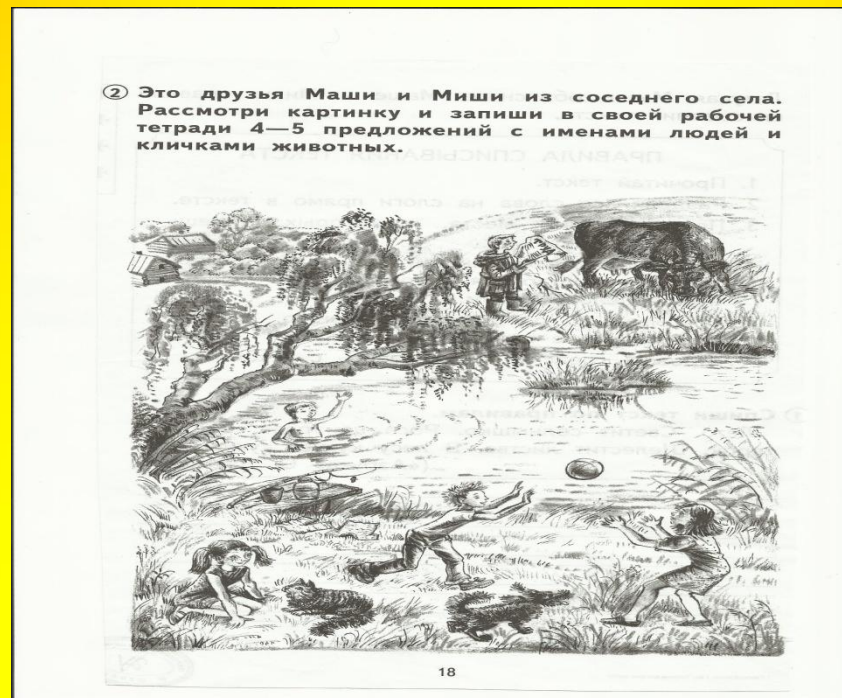 ② Это друзья Маши и Миши из соседнего села.
Рассмотри картинку и запиши в своей рабочей
тетради 4—5 предложений с именами людей и
кличками животных.
18